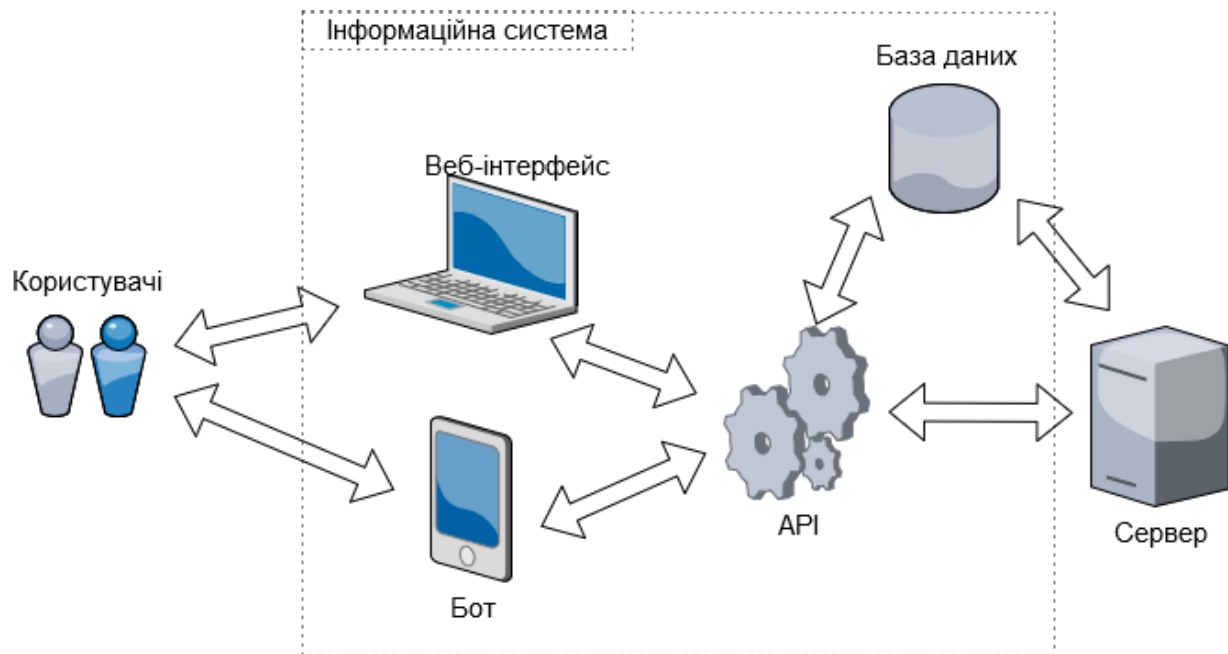 Інформаційна система
База даних
Веб-інтерфейс
Користувачі
API
Сервер
Бот